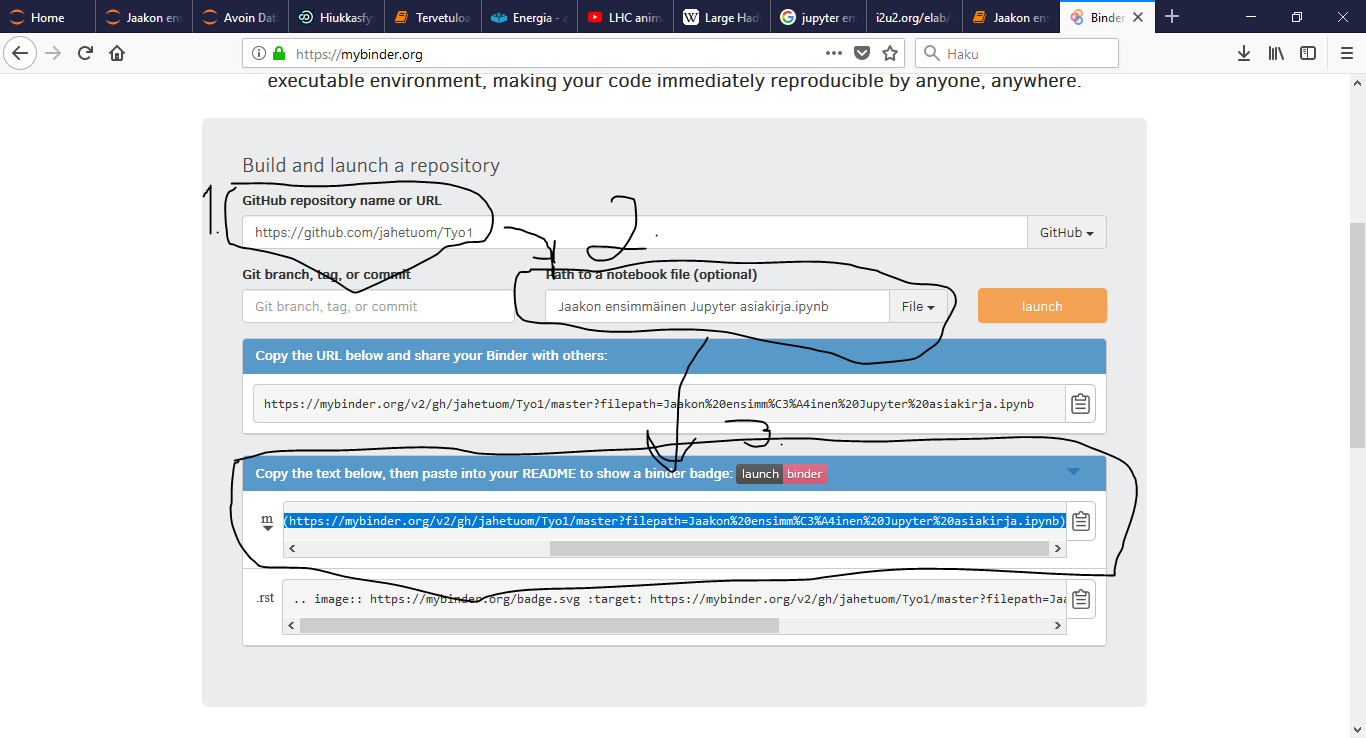 Home Jaakon ens Avoin Data Hiukkasfy Tervetuloa Energia - a LHC anim Large Had jupyter en i2u2.org/elab/ Jaakon ens Binder
https://mybinder.org Haku
executable environment, making your code immediately reproducible by anyone, anywhere.
Build and launch a repository
1. GitHub repository name or URL 2.
https://github.com/jahetuom/Tyo1 GitHub
Git branch, tag, or commit Path to a notebook file (optional)
Git branch, tag, or commit Jaakon ensimmäinen Jupyter asiakirja.ipynb File launch
Copy the URL below and share your Binder with others:
https://mybinder.org/v2/gh/jahetuom/Tyo1/master?filepath=Jaakon%20ensimm%C3%A4inen%20Jupyter%20asiakirja.ipynb
3.
Copy the text below, then paste into your README to show a binder badge: launch binder
m (https://mybinder.org/v2/gh/jahetuom/Tyo1/master?filepath=Jaakon%20ensimm%C3%A4inen%20Jupyter%20asiakirja.ipynb)
.rst .. image:: https://mybinder.org/badge.svg :target: https://mybinder.org/v2/gh/jahetuom/Tyo1/master?filepath=Jaa